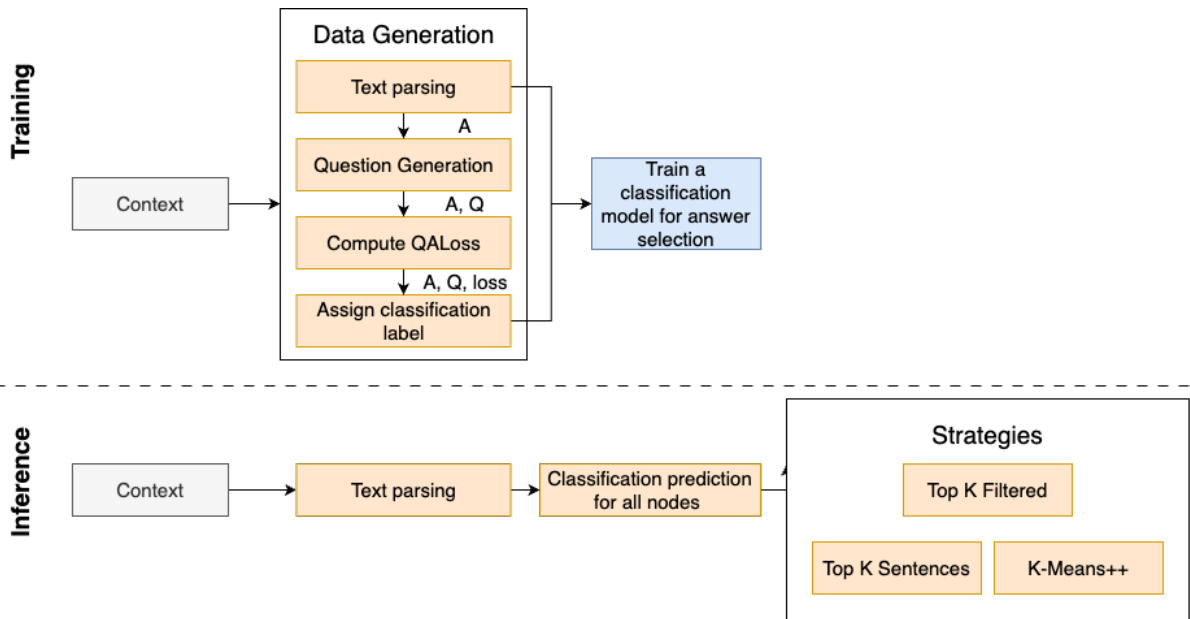 Training
Data Generation
Text parsing
A
Question Generation
A, Q
Compute QALoss
A, Q, loss
Assign classification
label
Context
Train a
classification
model for answer
selection
Inference
Context
Text parsing
Classification prediction
for all nodes
Strategies
Top K Filtered
Top K Sentences
K-Means++